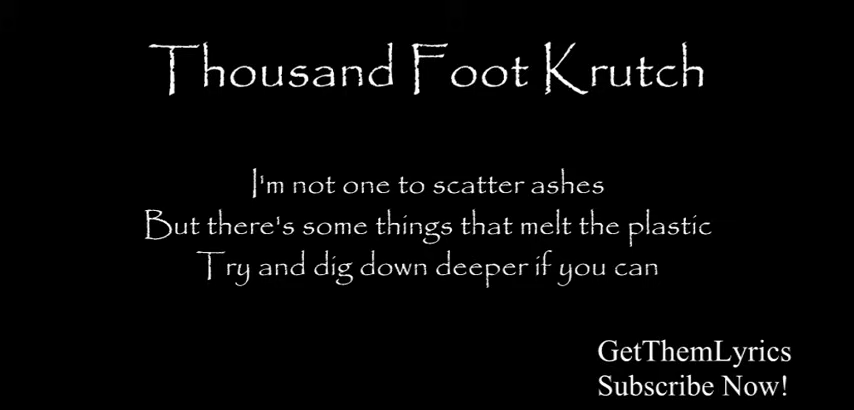 Thousand Foot Krutch
I'm not one to scatter ashes
But there's some things that melt the plastic
Try and dig down deeper if you can
GetThemLyrics
Subscribe Now!